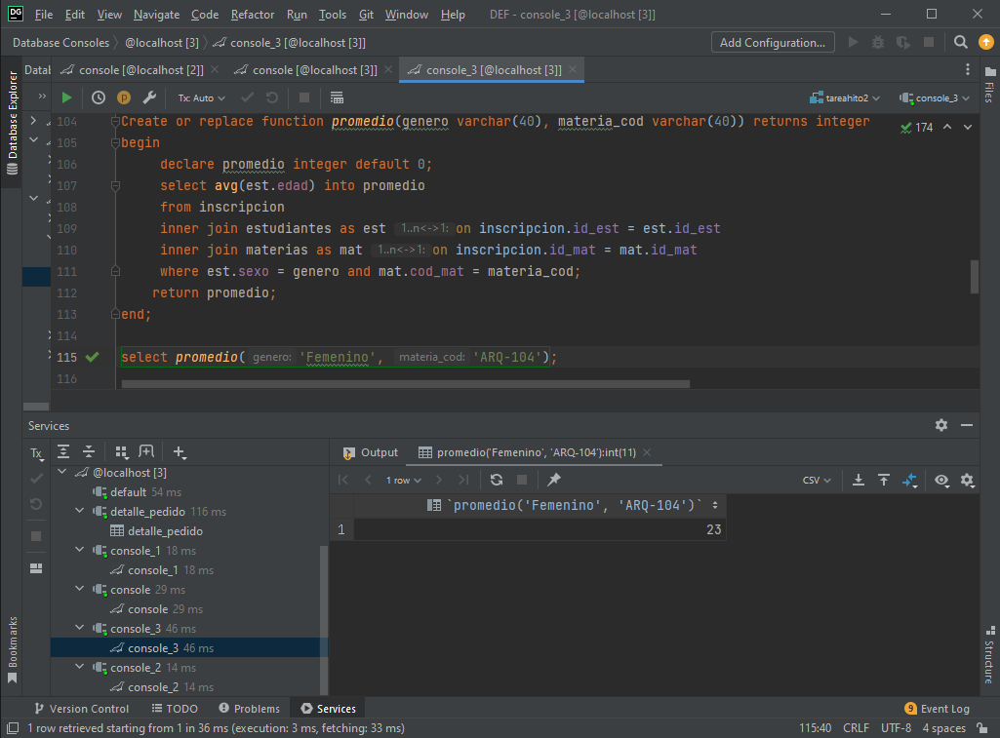 DG File Edit View Navigate Code Refactor Run Tools Git Window Help DEF - console_3 [@localhost [3]]
Database Consoles @localhost [3] console_3 [@localhost [3]] Add Configuration...
Datal console [@localhost [2]] console [@localhost [3]] console_3 [@localhost [3]]
Tx: Auto tareahito2 console_3
Database Explorer
Files
174
104 Create or replace function promedio(genero varchar(40), materia_cod varchar(40)) returns integer
105 begin
106 declare promedio integer default 0;
107 select avg(est.edad) into promedio
108 from inscripcion
109 inner join estudiantes as est 1..n<->1: on inscripcion.id_est = est.id_est
110 inner join materias as mat 1..n<->1: on inscripcion.id_mat = mat.id_mat
111 where est.sexo = genero and mat.cod_mat = materia_cod;
112 return promedio;
113 end;
114
115 select promedio( genero: 'Femenino', materia_cod: 'ARQ-104');
116
Services
Tx
@localhost [3]
default 54 ms
detalle_pedido 116 ms
detalle_pedido
console_1 18 ms
console_1 18 ms
console 29 ms
console 29 ms
console_3 46 ms
console_3 46 ms
console_2 14 ms
console_2 14 ms
Output promedio('Femenino', 'ARQ-104'):int(11)
1 row CSV
`promedio('Femenino', 'ARQ-104')`
1 23
Bookmarks
Structure
Version Control TODO Problems Services 9 Event Log
1 row retrieved starting from 1 in 36 ms (execution: 3 ms, fetching: 33 ms) 115:40 CRLF UTF-8 4 spaces